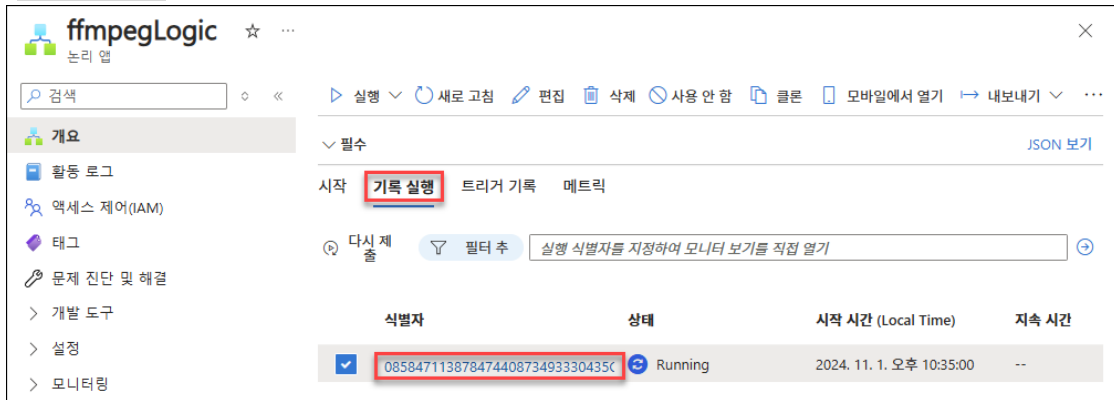 ffmpegLogic
논리 앱
검색
실행 새로 고침 편집 삭제 사용 안 함 클론 모바일에서 열기 내보내기
개요
활동 로그
액세스 제어(IAM)
태그
문제 진단 및 해결
개발 도구
설정
모니터링
필수 JSON 보기
시작 기록 실행 트리거 기록 메트릭
다시 제
출
필터 추
실행 식별자를 지정하여 모니터 보기를 직접 열기
식별자 상태 시작 시간 (Local Time) 지속 시간
Running 2024. 11. 1. 오후 10:35:00 --